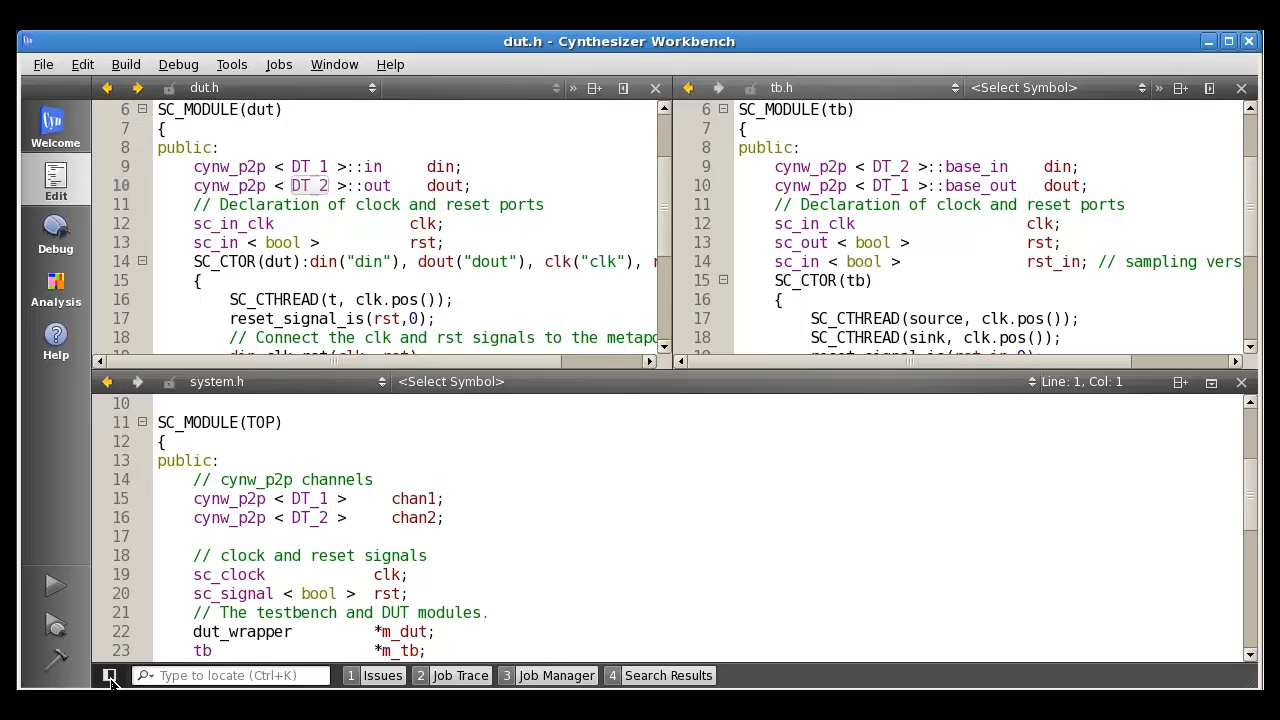 dut.h - Cynthesizer Workbench
File Edit Build Debug Tools Jobs Window Help
dut.h
6 SC_MODULE(dut)
7 {
8 public:
9 cynw_p2p < DT_1 >::in din;
10 cynw_p2p < DT_2 >::out dout;
11 // Declaration of clock and reset ports
12 sc_in_clk clk;
13 sc_in < bool > rst;
14 SC_CTOR(dut):din("din"), dout("dout"), clk("clk"), r
15 {
16 SC_CTHREAD(t, clk.pos());
17 reset_signal_is(rst,0);
18 // Connect the clk and rst signals to the metapo
tb.h <Select Symbol>
6 SC_MODULE(tb)
7 {
8 public:
9 cynw_p2p < DT_2 >::base_in din;
10 cynw_p2p < DT_1 >::base_out dout;
11 // Declaration of clock and reset ports
12 sc_in_clk clk;
13 sc_out < bool > rst;
14 sc_in < bool > rst_in; // sampling vers
15 SC_CTOR(tb)
16 {
17 SC_CTHREAD(source, clk.pos());
18 SC_CTHREAD(sink, clk.pos());
system.h <Select Symbol> Line: 1, Col: 1
10
11 SC_MODULE(TOP)
12 {
13 public:
14 // cynw_p2p channels
15 cynw_p2p < DT_1 > chan1;
16 cynw_p2p < DT_2 > chan2;
17
18 // clock and reset signals
19 sc_clock clk;
20 sc_signal < bool > rst;
21 // The testbench and DUT modules.
22 dut_wrapper *m_dut;
23 tb *m_tb;
Cyn
Welcome
Edit
Debug
Analysis
Help
Type to locate (Ctrl+K) 1 Issues 2 Job Trace 3 Job Manager 4 Search Results